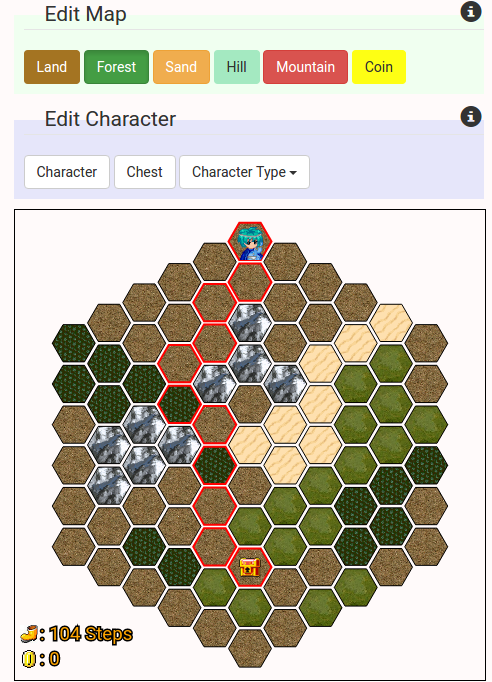 Edit Map
Land Forest Sand Hill Mountain Coin
Edit Character
Character Chest Character Type
: 104 Steps
: 0